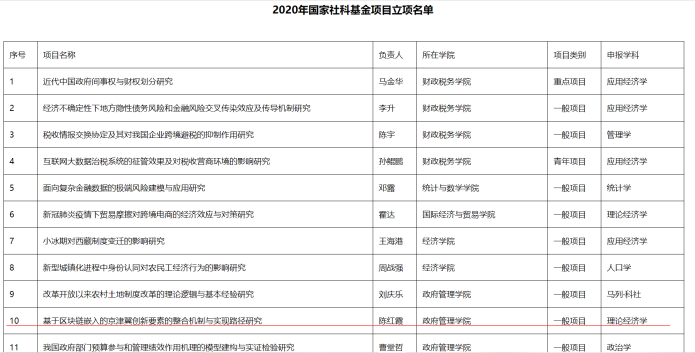 2020年国家社科基金项目立项名单
序号 项目名称 负责人 所在学院 项目类别 申报学科
1 近代中国政府间事权与财权划分研究 马金华 财政税务学院 重点项目 应用经济学
2 经济不确定性下地方隐性债务风险和金融风险交叉传染效应及传导机制研究 李升 财政税务学院 一般项目 应用经济学
3 税收情报交换协定及其对我国企业跨境避税的抑制作用研究 陈宇 财政税务学院 一般项目 管理学
4 互联网大数据治税系统的征管效果及对税收营商环境的影响研究 孙鲲鹏 财政税务学院 青年项目 应用经济学
5 面向复杂金融数据的极端风险建模与应用研究 邓露 统计与数学学院 一般项目 统计学
6 新冠肺炎疫情下贸易摩擦对跨境电商的经济效应与对策研究 霍达 国际经济与贸易学院 一般项目 理论经济学
7 小冰期对西藏制度变迁的影响研究 王海港 经济学院 一般项目 应用经济学
8 新型城镇化进程中身份认同对农民工经济行为的影响研究 周战强 经济学院 一般项目 人口学
9 改革开放以来农村土地制度改革的理论逻辑与基本经验研究 刘庆乐 政府管理学院 一般项目 马列·科社
10 基于区块链嵌入的京津冀创新要素的整合机制与实现路径研究 陈红霞 政府管理学院 一般项目 理论经济学
11 我国政府部门预算参与和管理绩效作用机理的模型建构与实证检验研究 曹堂哲 政府管理学院 一般项目 政治学